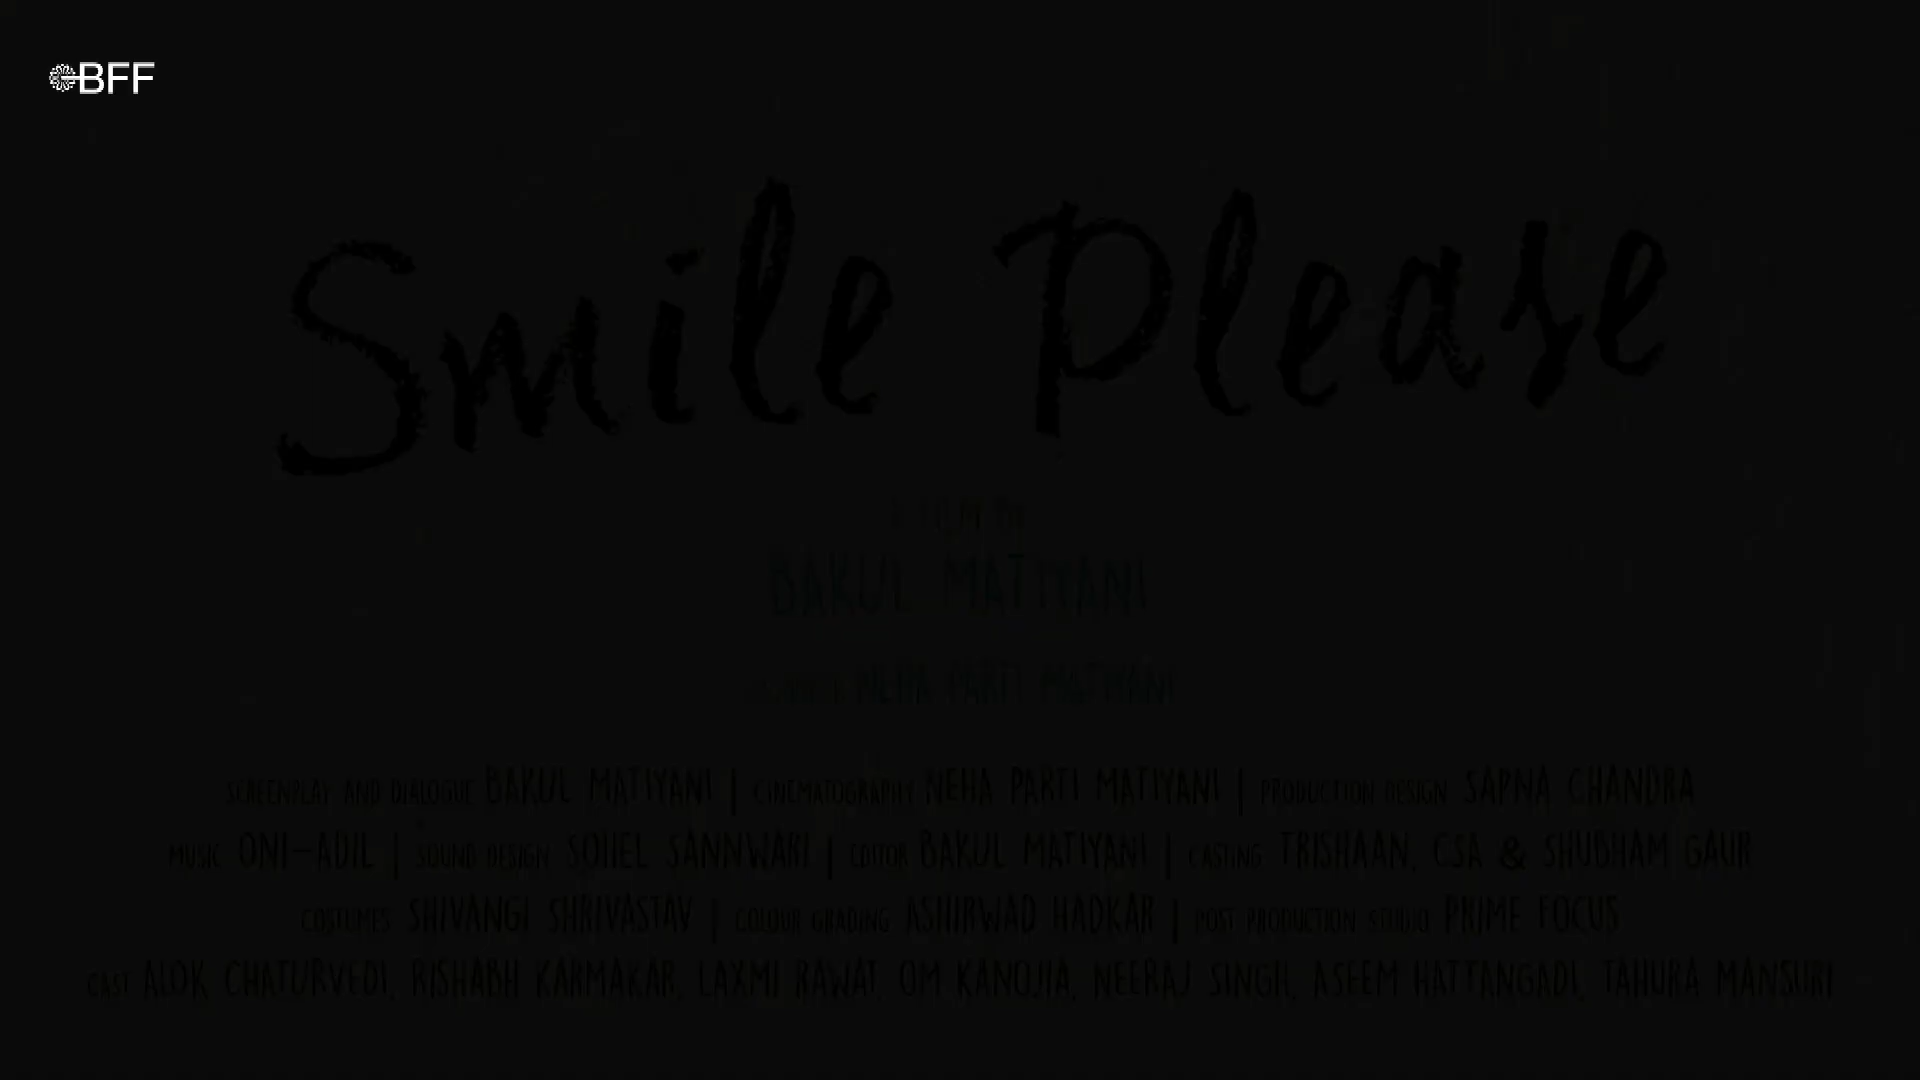 BFF
Smile Please
A FILM BY
BAKUL MATIYANI
NEHA PARTI MATIYANI
SCREENPLAY AND DIALOGUE BAKUL MATIYANI | CINEMATOGRAPHY NEHA PARTI MATIYANI | PRODUCTION DESIGN SAPNA CHANDRA
MUSIC ONI-ADIL | SOUND DESIGN SOHEL SANNWARI | EDITOR BAKUL MATIYANI | CASTING TRISHAAN, CSA & SHUBHAM GAUR
COSTUMES SHIVANGI SHRIVASTAV | COLOUR GRADING ASHIRWAD HADKAR | POST PRODUCTION STUDIO PRIME FOCUS
CAST ALOK CHATURVEDI, RISHABH KARMAKAR, LAXMI RAWAT, OM KANOJIA, NEERAJ SINGH, ASEEM HATTANGADI, TAHURA MANSURI